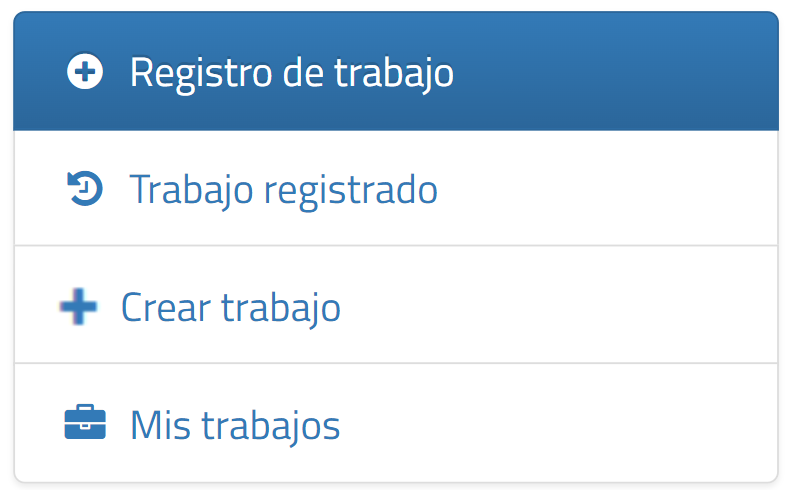 Registro de trabajo
Trabajo registrado
Crear trabajo
Mis trabajos